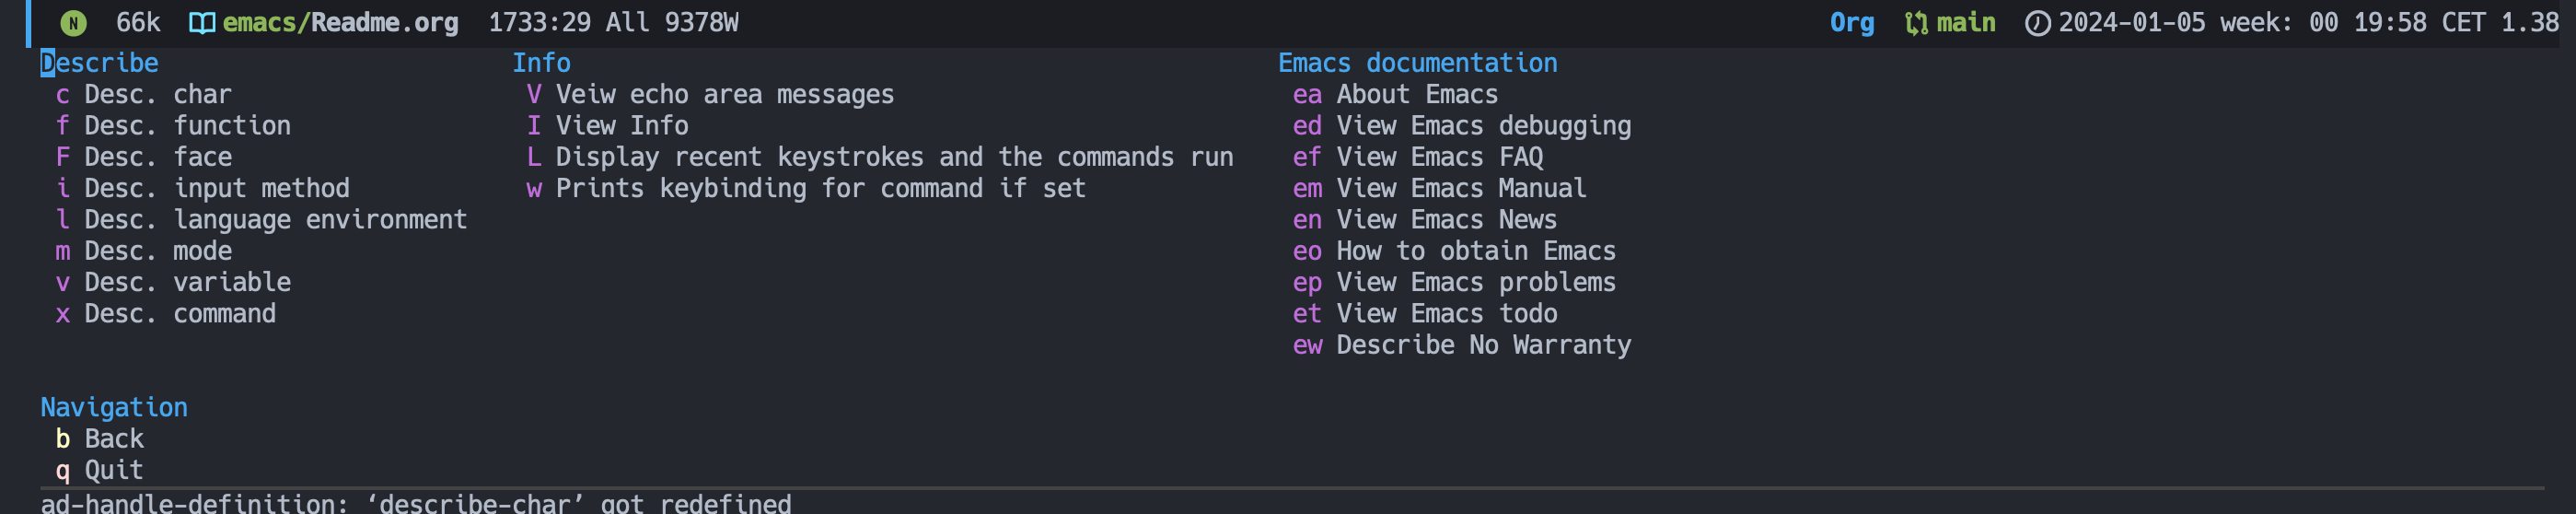 N 66k emacs/Readme.org 1733:29 All 9378W Org main 2024-01-05 week: 00 19:58 CET 1.38
Describe Info Emacs documentation
c Desc. char V Veiw echo area messages ea About Emacs
f Desc. function I View Info ed View Emacs debugging
F Desc. face L Display recent keystrokes and the commands run ef View Emacs FAQ
i Desc. input method w Prints keybinding for command if set em View Emacs Manual
l Desc. language environment en View Emacs News
m Desc. mode eo How to obtain Emacs
v Desc. variable ep View Emacs problems
x Desc. command et View Emacs todo
ew Describe No Warranty
Navigation
b Back
q Quit
ad-handle-definition: ‘describe-char’ got redefined